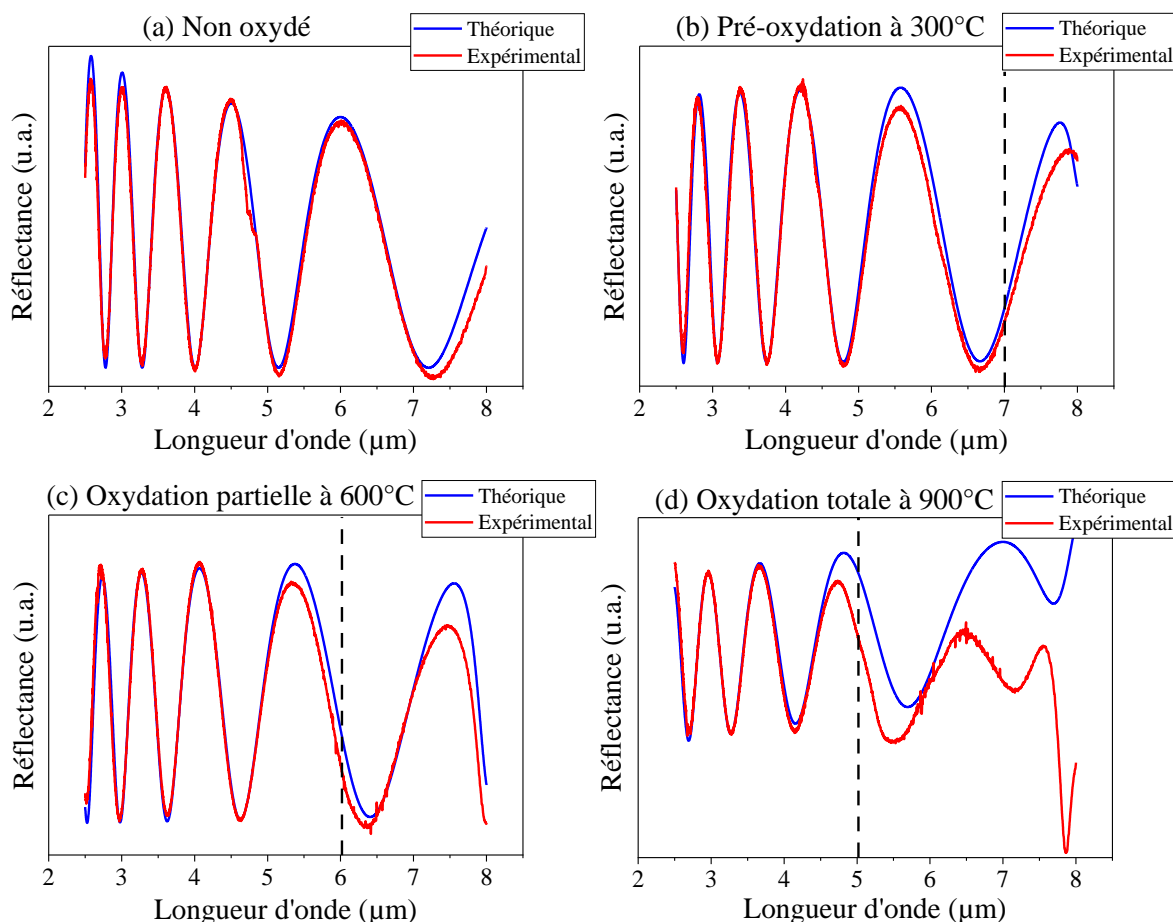 (a) Non oxydé
Théorique
Expérimental
Réflectance (u.a.)
2 3 4 5 6 7 8
Longueur d'onde (µm)
(b) Pré-oxydation à 300°C
Théorique
Expérimental
Réflectance (u.a.)
2 3 4 5 6 7 8
Longueur d'onde (µm)
(c) Oxydation partielle à 600°C
Théorique
Expérimental
Réflectance (u.a.)
2 3 4 5 6 7 8
Longueur d'onde (µm)
(d) Oxydation totale à 900°C
Théorique
Expérimental
Réflectance (u.a.)
2 3 4 5 6 7 8
Longueur d'onde (µm)